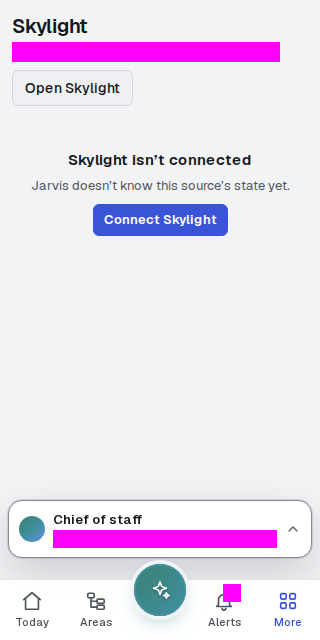 Skylight
Open Skylight
Skylight isn't connected
Jarvis doesn't know this source's state yet.
Connect Skylight
Chief of staff
Today
Areas
Alerts
More